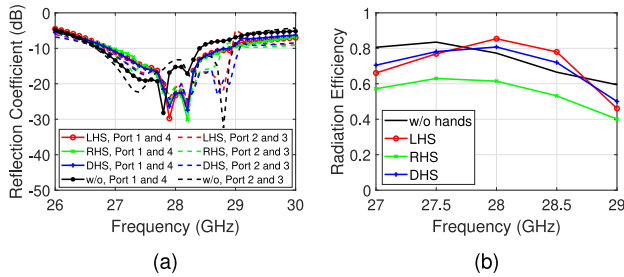 Reflection Coefficient (dB)
0
-10
-20
-30
-40
-50
LHS, Port 1 and 4
RHS, Port 1 and 4
DHS, Port 1 and 4
w/o, Port 1 and 4
LHS, Port 2 and 3
RHS, Port 2 and 3
DHS, Port 2 and 3
w/o, Port 2 and 3
26 27 28 29 30
Frequency (GHz)
(a)
Radiation Efficiency
1
0.8
0.6
0.4
0.2
0
w/o hands
LHS
RHS
DHS
27 27.5 28 28.5 29
Frequency (GHz)
(b)